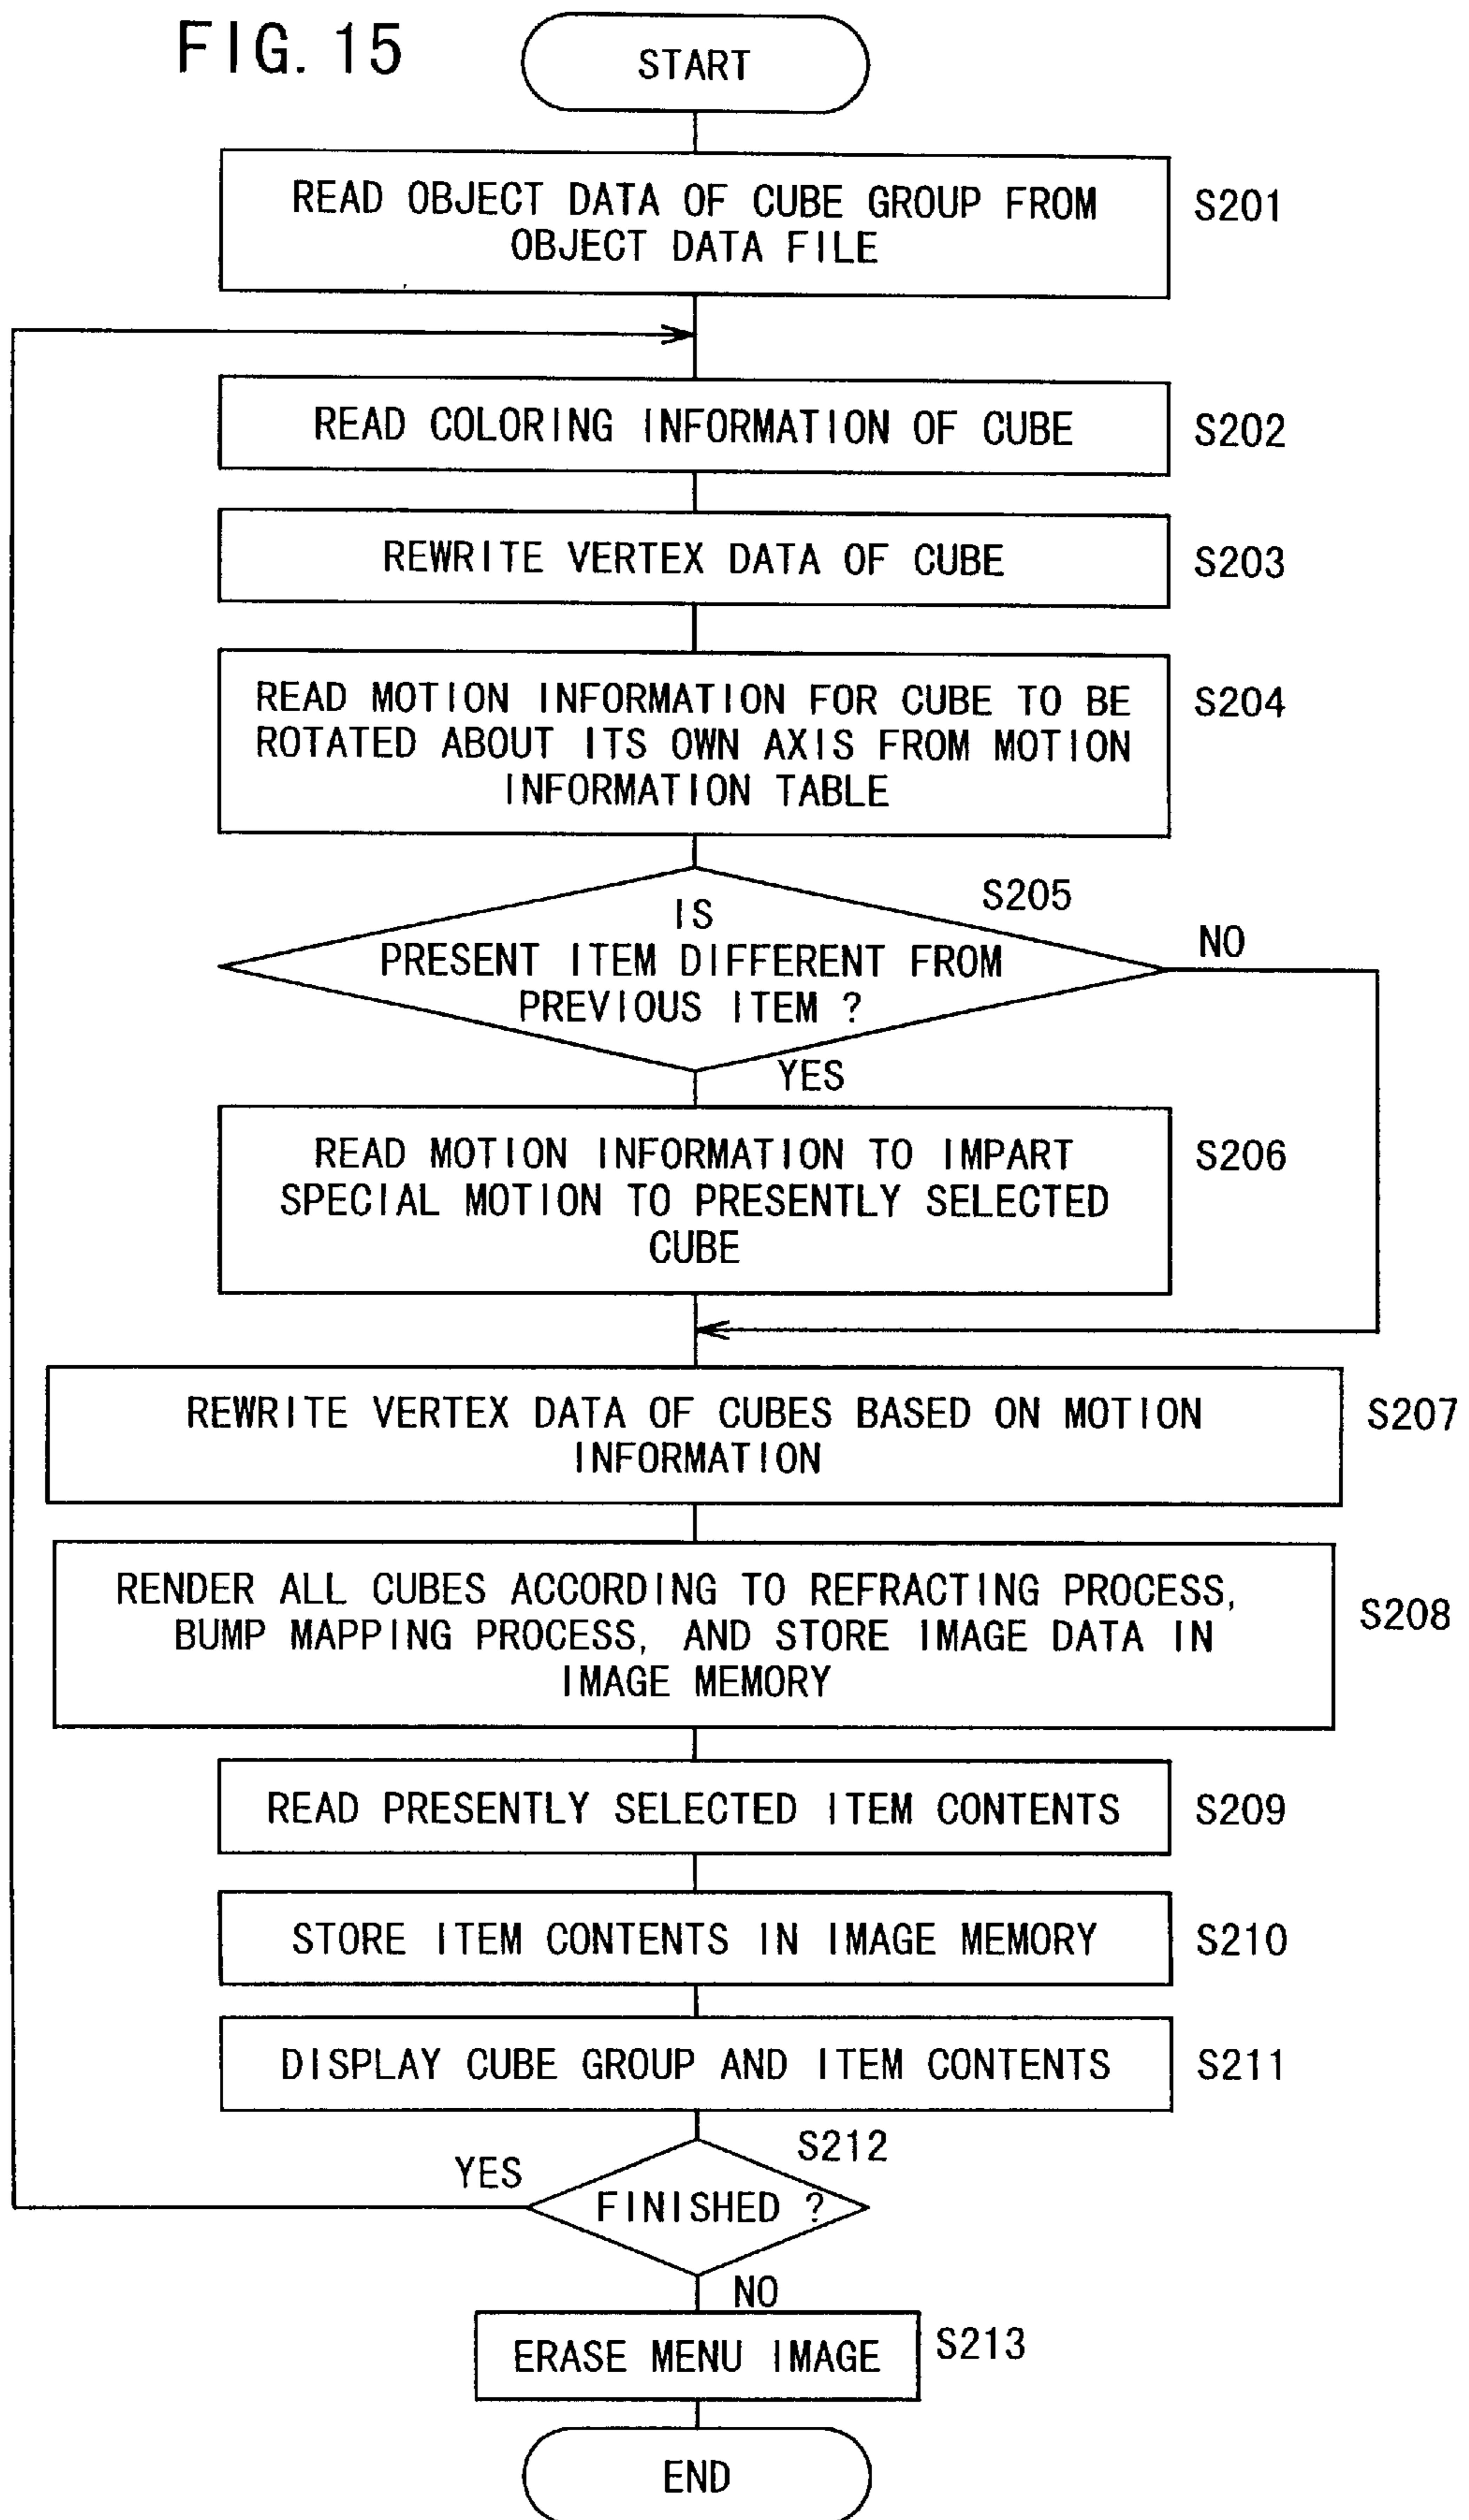 FIG. 15
START
READ OBJECT DATA OF CUBE GROUP FROM
OBJECT DATA FILE
S201
READ COLORING INFORMATION OF CUBE
S202
REWRITE VERTEX DATA OF CUBE
S203
READ MOTION INFORMATION FOR CUBE TO BE
ROTATED ABOUT ITS OWN AXIS FROM MOTION
INFORMATION TABLE
S204
S205
IS
PRESENT ITEM DIFFERENT FROM
PREVIOUS ITEM ?
NO
YES
READ MOTION INFORMATION TO IMPART
SPECIAL MOTION TO PRESENTLY SELECTED
CUBE
S206
REWRITE VERTEX DATA OF CUBES BASED ON MOTION
INFORMATION
S207
RENDER ALL CUBES ACCORDING TO REFRACTING PROCESS,
BUMP MAPPING PROCESS, AND STORE IMAGE DATA IN
IMAGE MEMORY
S208
READ PRESENTLY SELECTED ITEM CONTENTS
S209
STORE ITEM CONTENTS IN IMAGE MEMORY
S210
DISPLAY CUBE GROUP AND ITEM CONTENTS
S211
S212
YES
FINISHED ?
NO
ERASE MENU IMAGE
S213
END